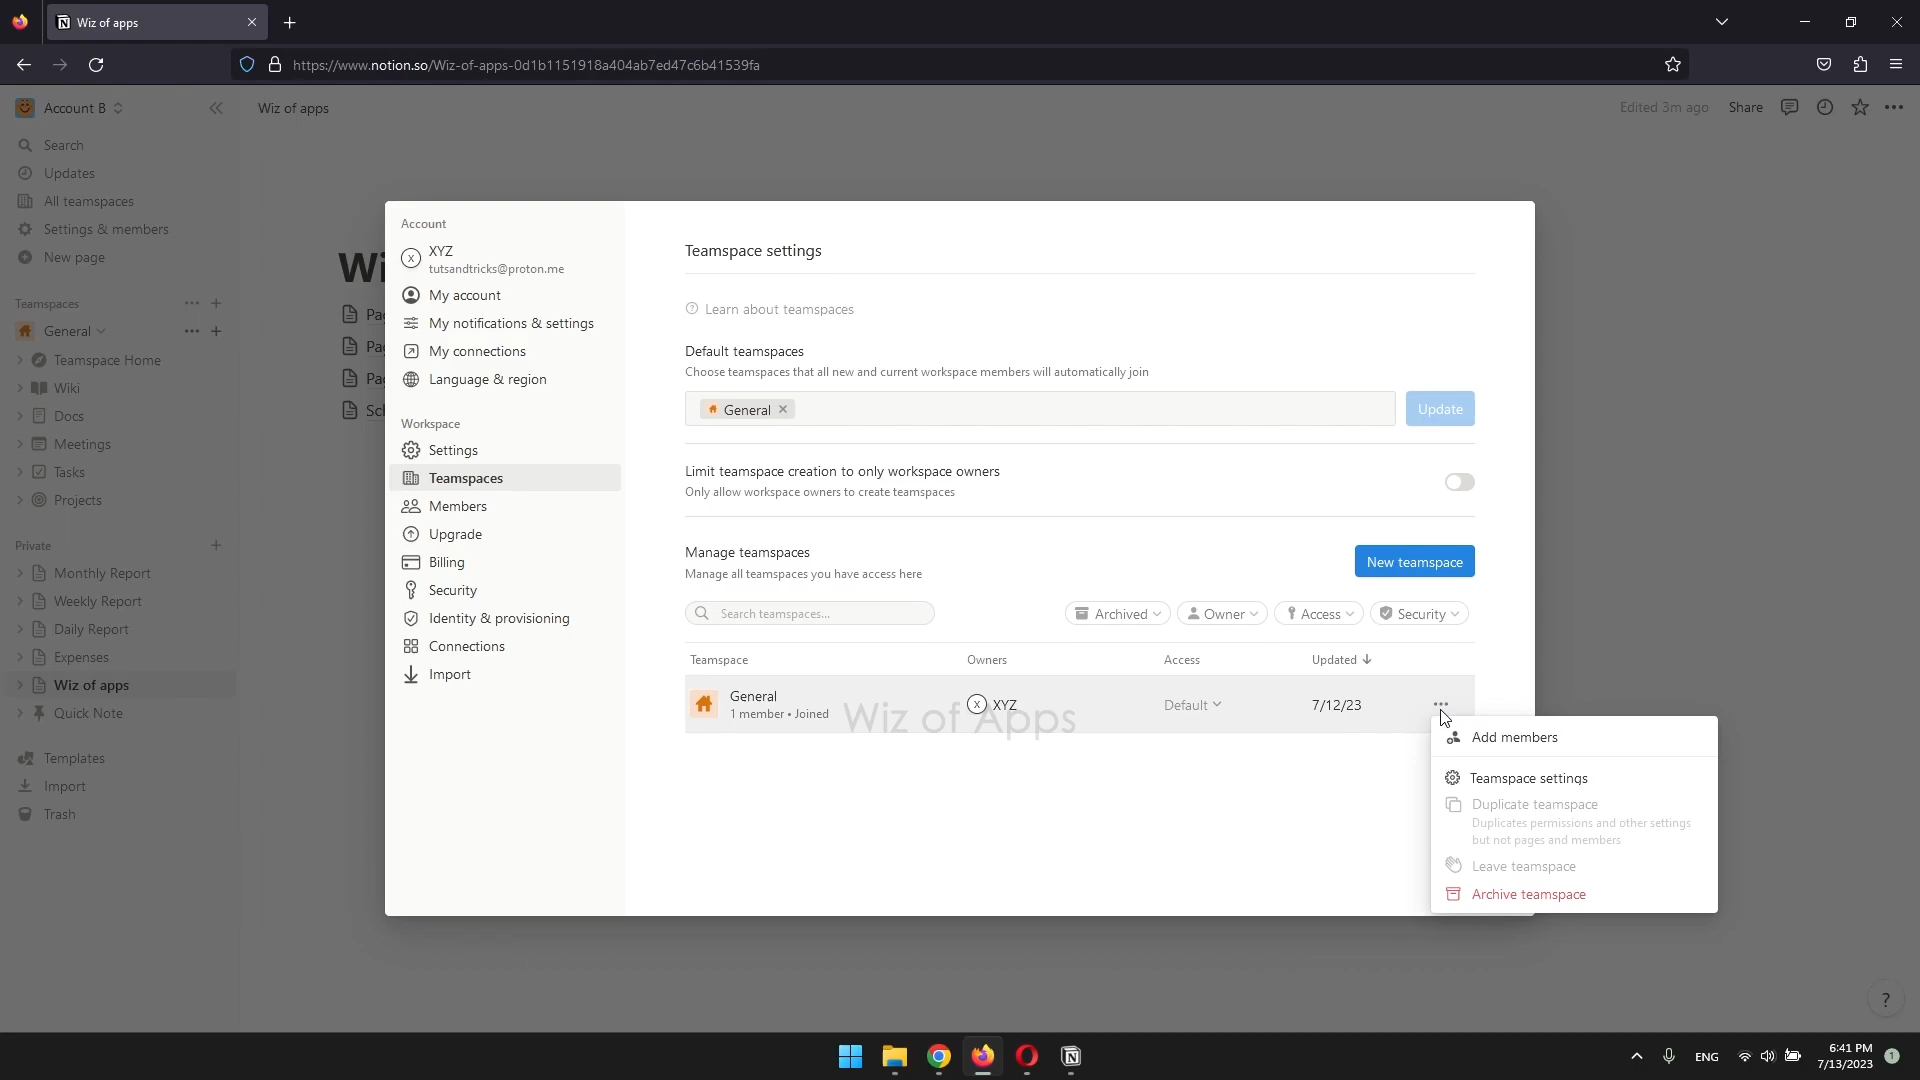 Wiz of apps
https://www.notion.so/Wiz-of-apps-0d1b1151918a404ab7ed47c6b41539fa
Account B
Wiz of apps
Edited 3m ago
Share
Search
Updates
All teamspaces
Settings & members
New page
Teamspaces
General
Teamspace Home
Wiki
Docs
Meetings
Tasks
Projects
Private
Monthly Report
Weekly Report
Daily Report
Expenses
Wiz of apps
Quick Note
Templates
Import
Trash
Wi
Pag
Pag
Pag
Sch
Account
X
XYZ
tutsandtricks@proton.me
My account
My notifications & settings
My connections
Language & region
Workspace
Settings
Teamspaces
Members
Upgrade
Billing
Security
Identity & provisioning
Connections
Import
Teamspace settings
Learn about teamspaces
Default teamspaces
Choose teamspaces that all new and current workspace members will automatically join
General
Update
Limit teamspace creation to only workspace owners
Only allow workspace owners to create teamspaces
Manage teamspaces
Manage all teamspaces you have access here
New teamspace
Search teamspaces...
Archived
Owner
Access
Security
Teamspace
Owners
Access
Updated
General
1 member • Joined
X
XYZ
Default
7/12/23
Wiz of Apps
Add members
Teamspace settings
Duplicate teamspace
Duplicates permissions and other settings
but not pages and members
Leave teamspace
Archive teamspace
?
ENG
6:41 PM
7/13/2023
1